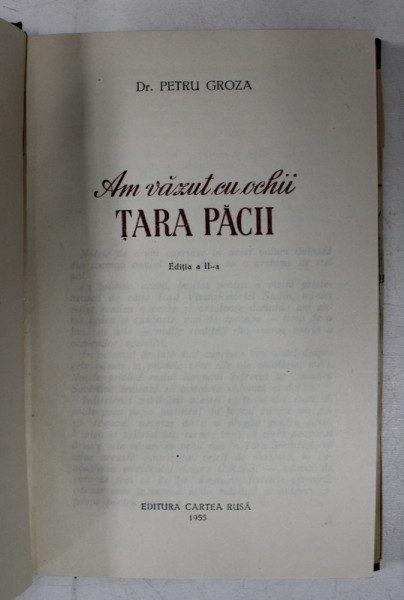 Dr. PETRU GROZA
Am văzut cu ochii
ȚARA PĂCII
Ediția a II-a
EDITURA CARTEA RUSĂ
1955